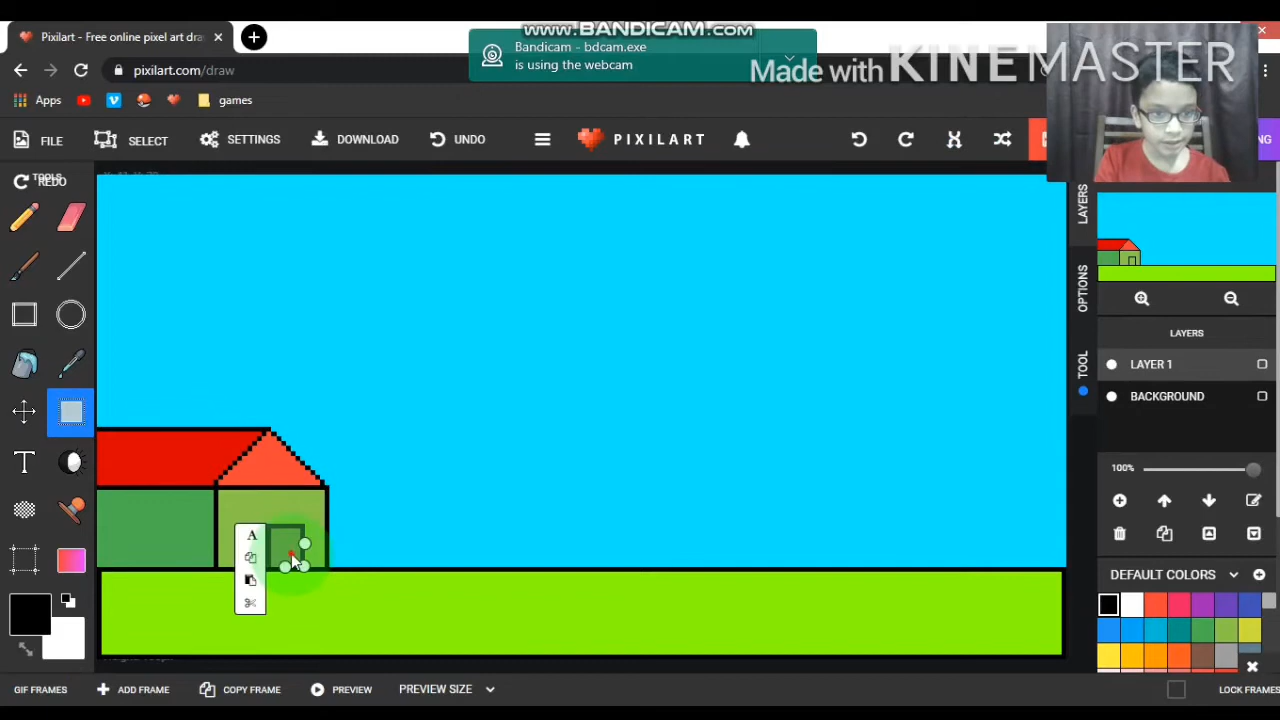 WWW.BANDICAM.COM
Pixilart - Free online pixel art dra
Bandicam - bdcam.exe
is using the webcam
Made with KINEMASTER
pixilart.com/draw
Apps
games
FILE
SELECT
SETTINGS
DOWNLOAD
UNDO
PIXILART
NG
TOOLS
REDO
LAYERS
OPTIONS
TOOL
LAYERS
LAYER 1
BACKGROUND
100%
DEFAULT COLORS
T
A
GIF FRAMES
ADD FRAME
COPY FRAME
PREVIEW
PREVIEW SIZE
LOCK FRAMES